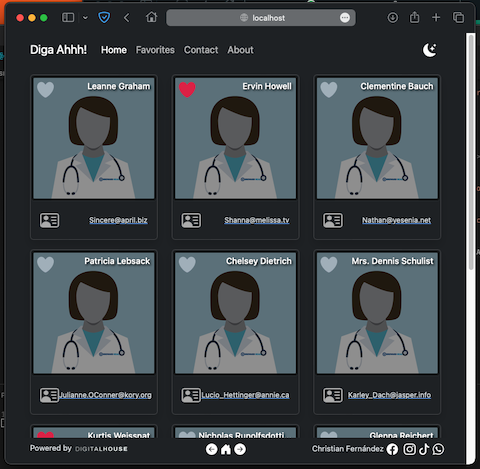 localhost
Diga Ahhh! Home Favorites Contact About
Leanne Graham
Ervin Howell
Clementine Bauch
Sincere@april.biz
Shanna@melissa.tv
Nathan@yesenia.net
Patricia Lebsack
Chelsey Dietrich
Mrs. Dennis Schulist
Julianne.OConner@kory.org
Lucio_Hettinger@annie.ca
Karley_Dach@jasper.info
Kurtis Weissnat
Nicholas Runolfsdottir
Glenna Reichert
Powered by DIGITALHOUSE
Christian Fernández